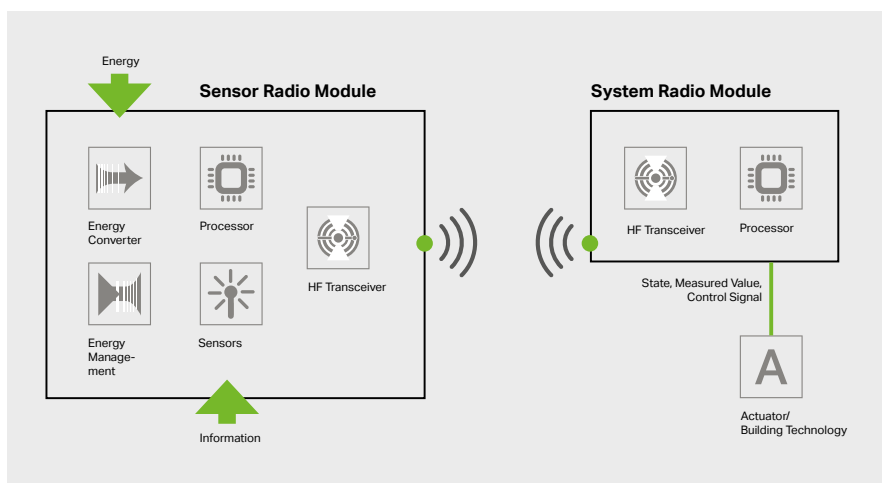 Energy
Sensor Radio Module
System Radio Module
Energy
Converter
Processor
HF Transceiver
Energy
Manage-
ment
Sensors
Information
HF Transceiver
Processor
State, Measured Value,
Control Signal
A
Actuator/
Building Technology